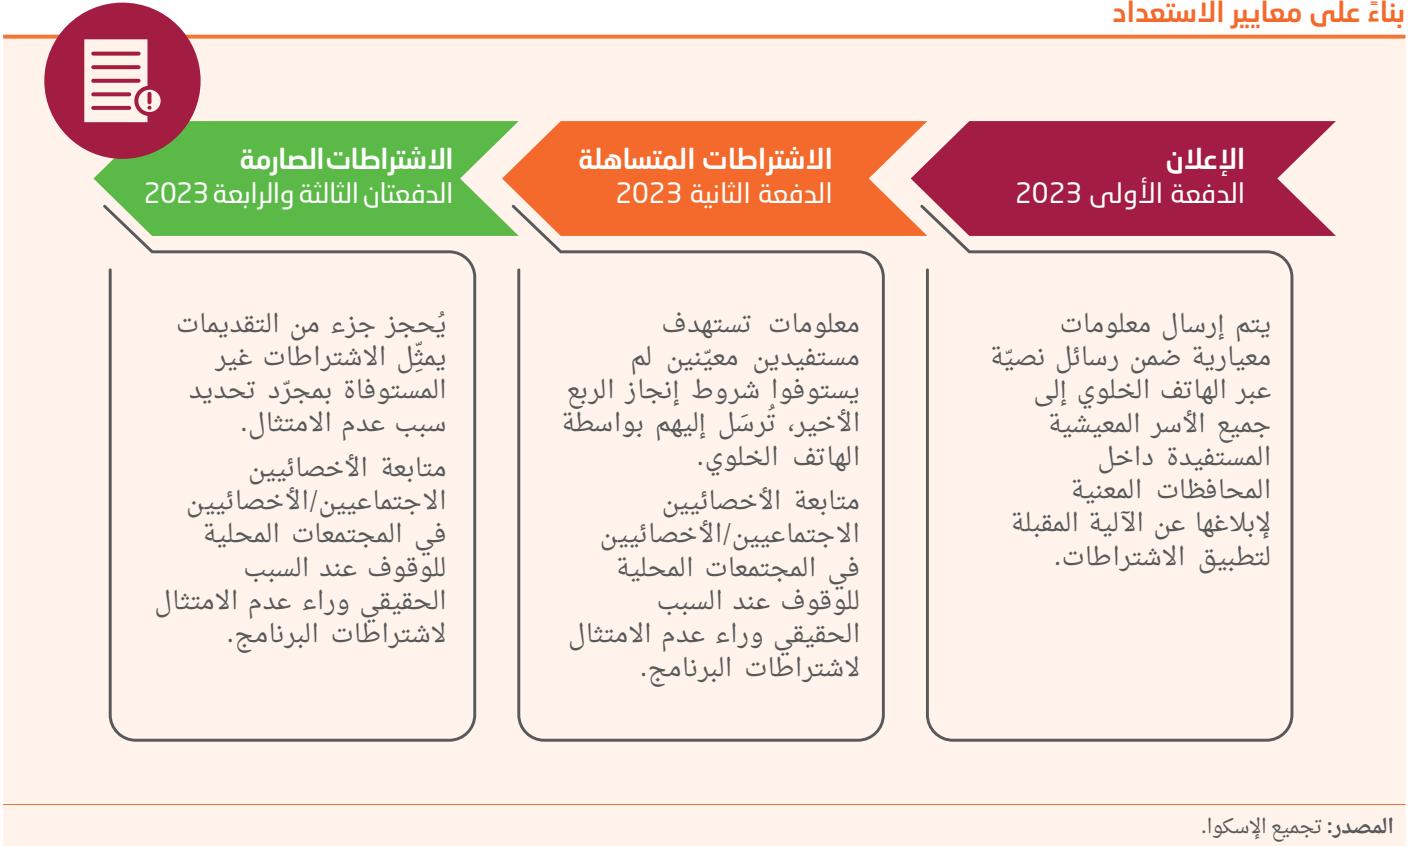 بناءً على معايير الاستعداد
الإعلان
الدفعة الأولى 2023
يتم إرسال معلومات
معيارية ضمن رسائل نصيّة
عبر الهاتف الخلوي إلى
جميع الأسر المعيشية
المستفيدة داخل
المحافظات المعنية
لإبلاغها عن الآلية المقبلة
لتطبيق الاشتراطات.
الاشتراطات المتساهلة
الدفعة الثانية 2023
معلومات تستهدف
مستفيدين معيّنين لم
يستوفوا شروط إنجاز الربع
الأخير، تُرسَل إليهم بواسطة
الهاتف الخلوي.
متابعة الأخصائيين
الاجتماعيين/الأخصائيين
في المجتمعات المحلية
للوقوف عند السبب
الحقيقي وراء عدم الامتثال
لاشتراطات البرنامج.
الاشتراطات الصارمة
الدفعتان الثالثة والرابعة 2023
يُحجز جزء من التقديمات
يمثِّل الاشتراطات غير
المستوفاة بمجرّد تحديد
سبب عدم الامتثال.
متابعة الأخصائيين
الاجتماعيين/الأخصائيين
في المجتمعات المحلية
للوقوف عند السبب
الحقيقي وراء عدم الامتثال
لاشتراطات البرنامج.
المصدر: تجميع الإسكوا.